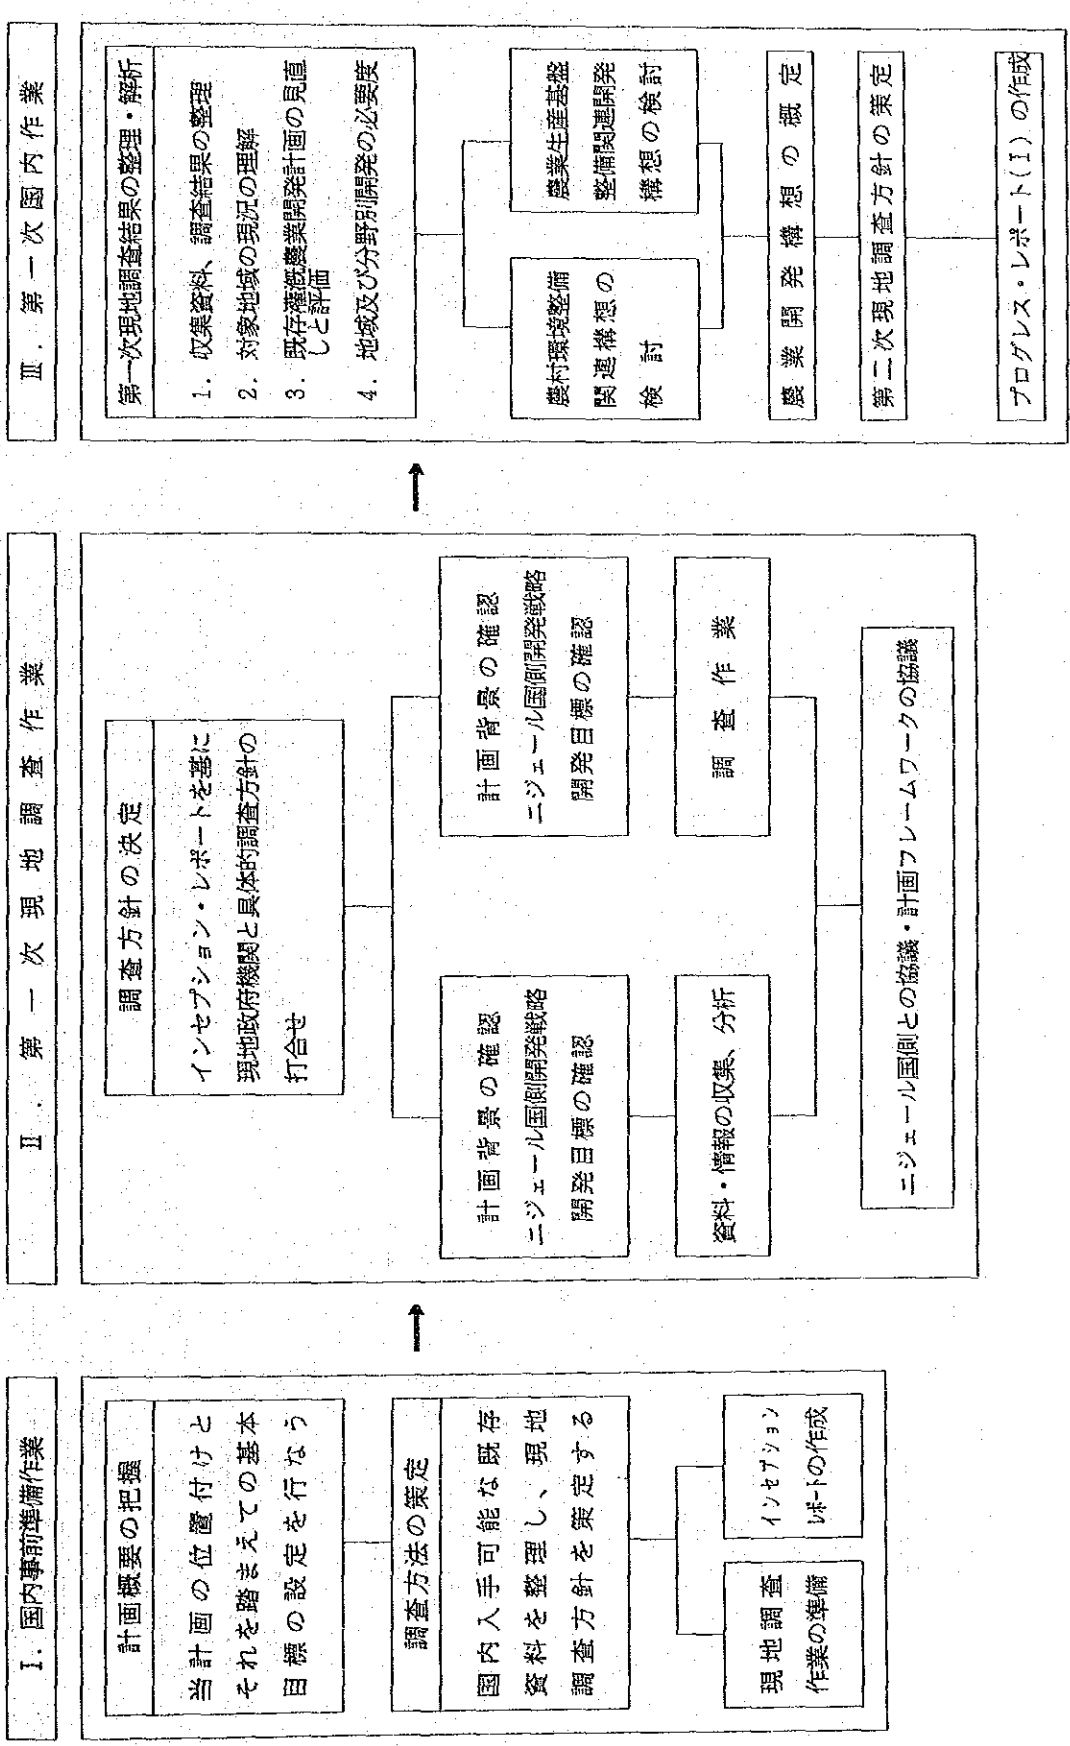 I. 国内事前準備作業
計画概要の把握
当計画の位置付けと
それを踏まえての基本
目標の設定を行なう
調査方法の策定
国内入手可能な既存
資料を整理し、現地
調査方針を策定する
現地調査
作業の準備
インセプション
レポートの作成
II. 第一次現地調査作業
調査方針の決定
インセプション・レポートを基に
現地政府機関と具体的調査方針の
打合せ
計画背景の確認
ニジェール国側開発戦略
開発目標の確認
計画背景の確認
ニジェール国側開発戦略
開発目標の確認
資料・情報の収集、分析
調査作業
ニジェール国側との協議・計画フレームワークの協議
III. 第一次国内作業
第一次現地調査結果の整理・解析
1. 収集資料、調査結果の整理
2. 対象地域の現況の理解
3. 既存灌漑農業開発計画の見直
しと評価
4. 地域及び分野別開発の必要度
農村環境整備
関連構想の
検討
農業生産基盤
整備関連開発
構想の検討
農業開発構想の概定
第二次現地調査方針の策定
プログレス・レポート(I)の作成